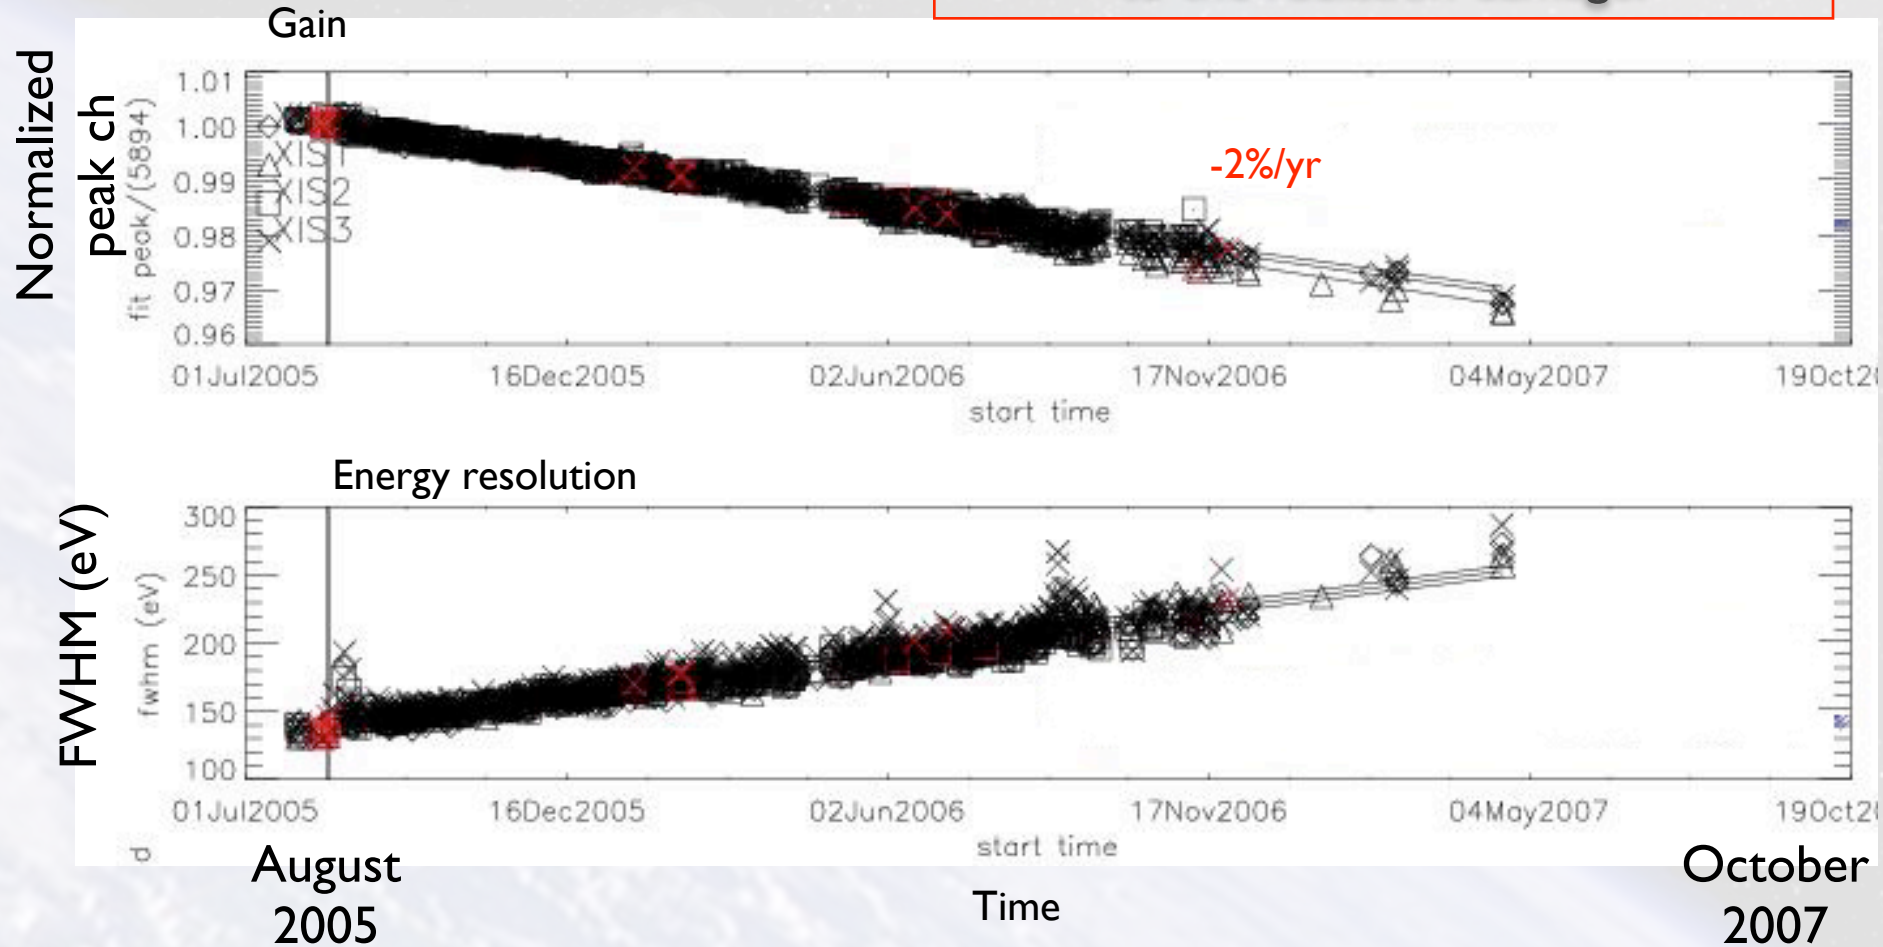 Gain
Normalized
peak ch
fit peak/(5894)
1.01
1.00
0.99
0.98
0.97
0.96
XIS1
XIS2
XIS3
-2%/yr
01Jul2005 16Dec2005 02Jun2006 17Nov2006 04May2007 19Oct20
start time
Energy resolution
FWHM (eV)
fwhm (eV)
300
250
200
150
100
01Jul2005 16Dec2005 02Jun2006 17Nov2006 04May2007 19Oct20
start time
d
August
2005
Time
October
2007